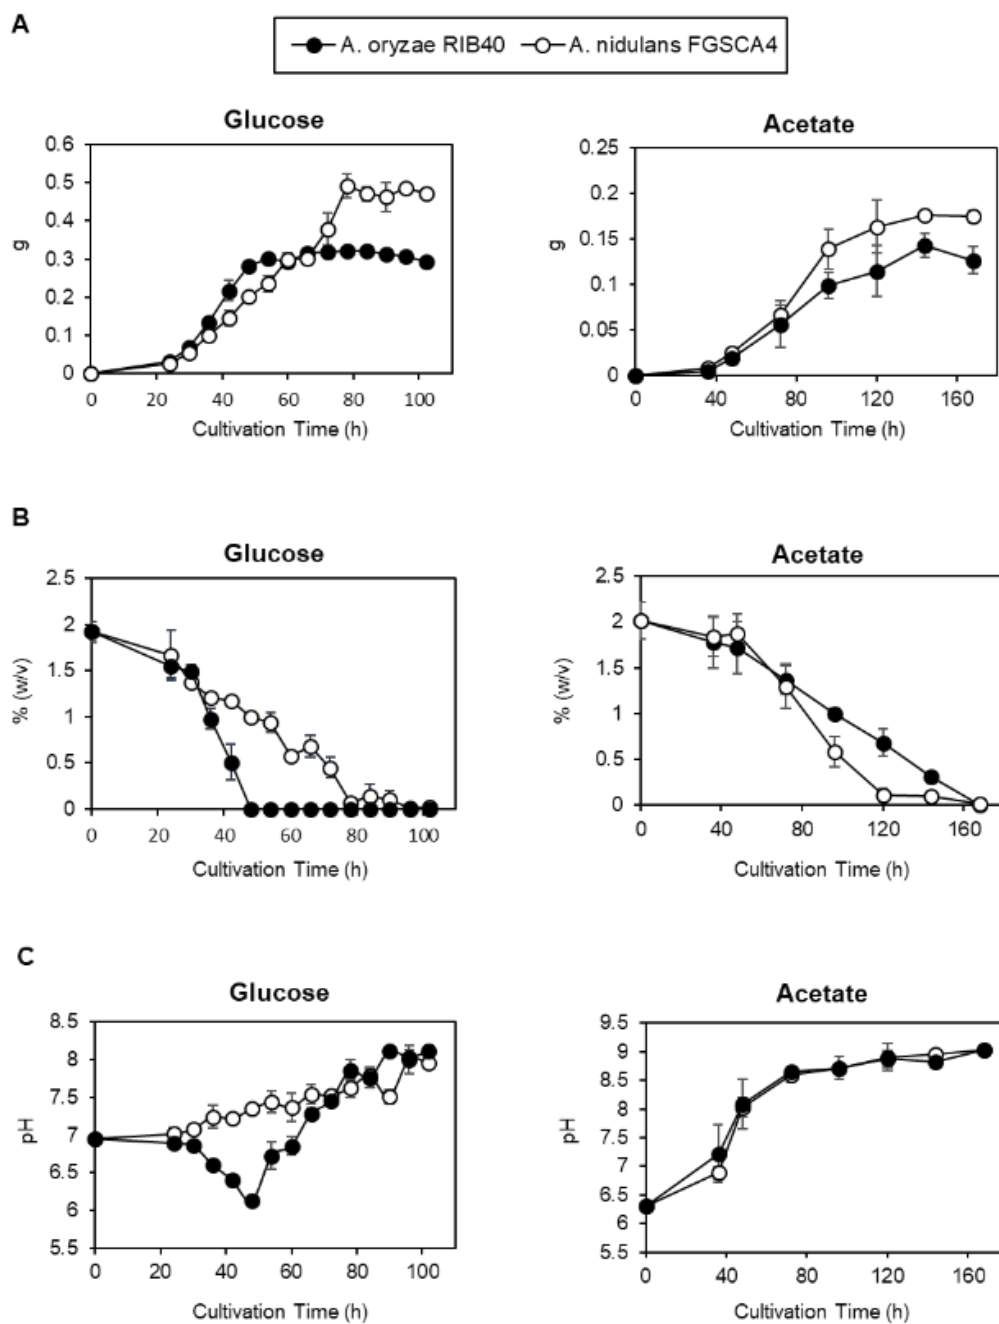 A
A. oryzae RIB40 A. nidulans FGSCA4
Glucose
0.6
0.5
0.4
0.3
0.2
0.1
0
g
0 20 40 60 80 100
Cultivation Time (h)
Acetate
0.25
0.2
0.15
0.1
0.05
0
g
0 40 80 120 160
Cultivation Time (h)
B
Glucose
2.5
2
1.5
1
0.5
0
% (w/v)
0 20 40 60 80 100
Cultivation Time (h)
Acetate
2.5
2
1.5
1
0.5
0
% (w/v)
0 40 80 120 160
Cultivation Time (h)
C
Glucose
8.5
8
7.5
7
6.5
6
5.5
pH
0 20 40 60 80 100
Cultivation Time (h)
Acetate
9.5
9
8.5
8
7.5
7
6.5
6
5.5
pH
0 40 80 120 160
Cultivation Time (h)